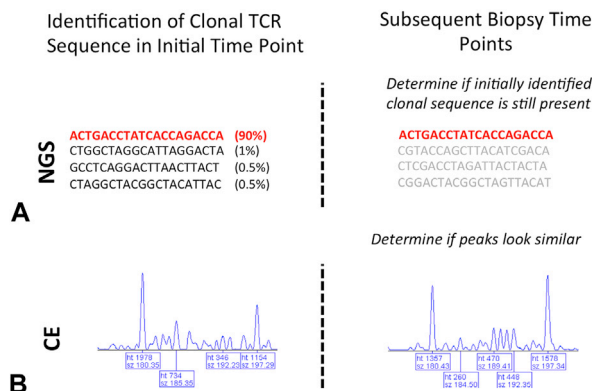 Identification of Clonal TCR
Sequence in Initial Time Point
Subsequent Biopsy Time
Points
Determine if initially identified
clonal sequence is still present
NGS
ACTGACCTATCACCAGACCA (90%)
CTGGCTAGGCATTAGGACTA (1%)
GCCTCAGGACTTAACTTACT (0.5%)
CTAGGCTACGGCTACATTAC (0.5%)
ACTGACCTATCACCAGACCA
CGTACCAGCTTACATCGACA
CTCGACCTAGATTACTACTA
CGGACTACGGCTAGTTACAT
A
Determine if peaks look similar
CE
ht 1978
sz 180.35
ht 734
sz 185.35
ht 346
sz 192.23
ht 1154
sz 197.29
ht 1357
sz 180.43
ht 260
sz 184.50
ht 470
sz 189.41
ht 448
sz 192.35
ht 1578
sz 197.34
B